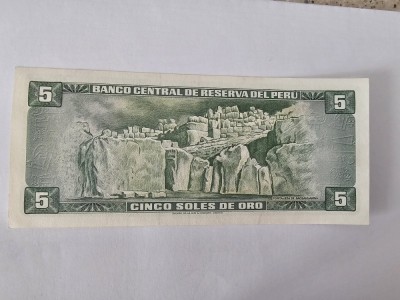 5 BANCO CENTRAL DE RESERVA DEL PERU 5
5 CINCO SOLES DE ORO 5